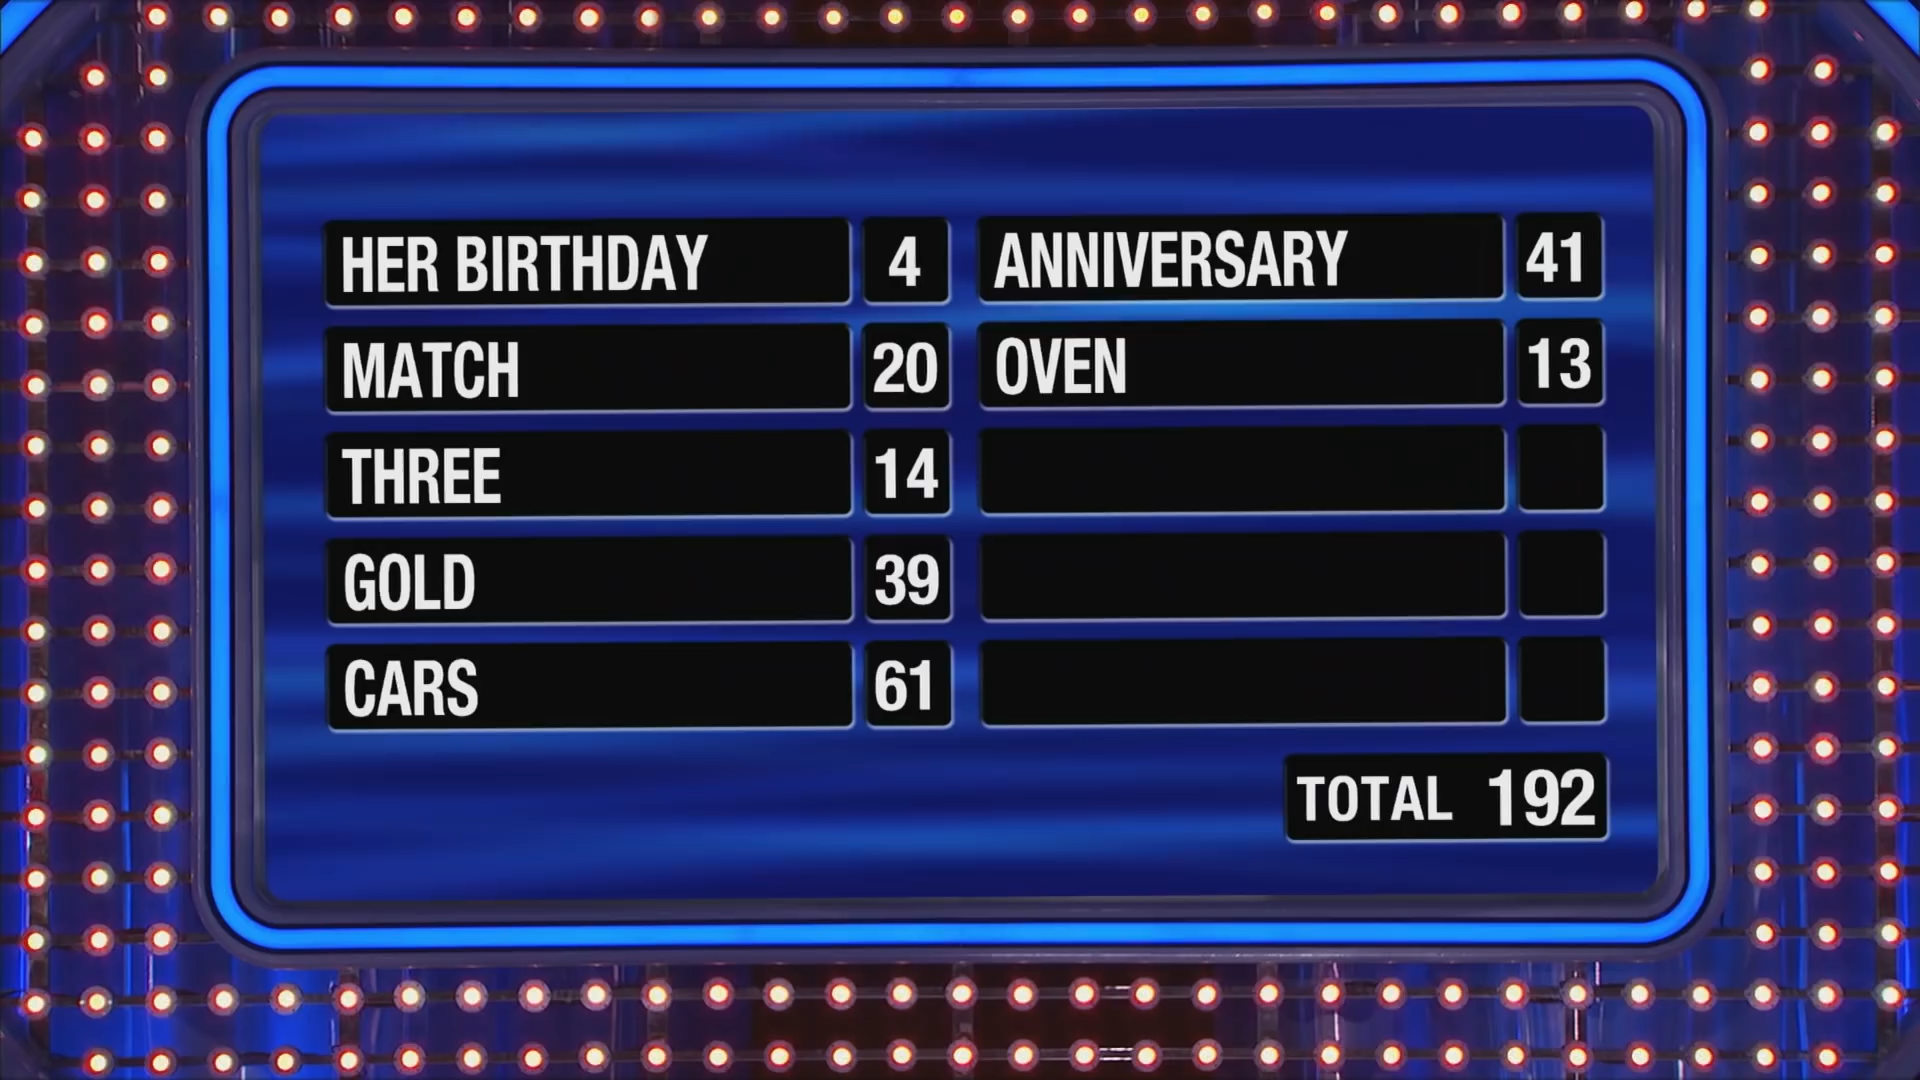 HER BIRTHDAY 4 ANNIVERSARY 41
MATCH 20 OVEN 13
THREE 14
GOLD 39
CARS 61
TOTAL 192